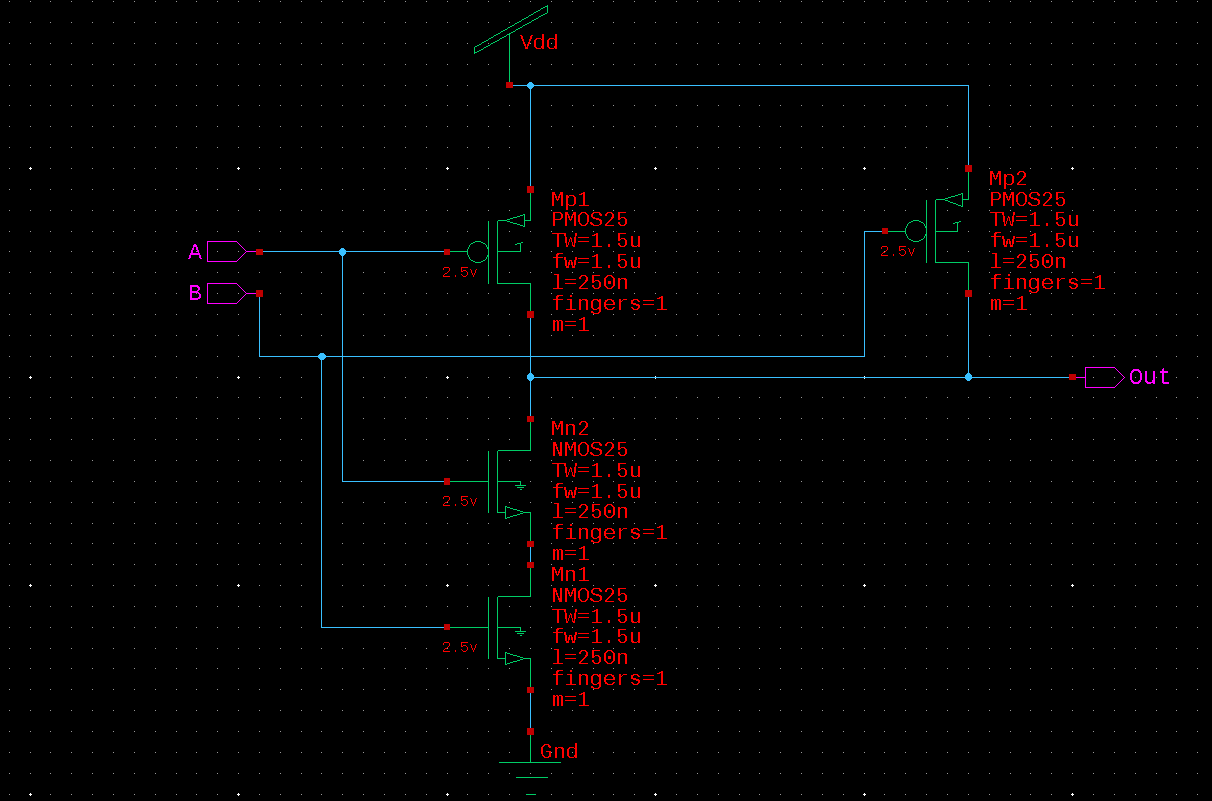 Vdd
Mp1
PMOS25
TW=1.5u
fw=1.5u
l=250n
fingers=1
m=1
2.5v
Mp2
PMOS25
TW=1.5u
fw=1.5u
l=250n
fingers=1
m=1
2.5v
A
B
Out
Mn2
NMOS25
TW=1.5u
fw=1.5u
l=250n
fingers=1
m=1
2.5v
Mn1
NMOS25
TW=1.5u
fw=1.5u
l=250n
fingers=1
m=1
2.5v
Gnd